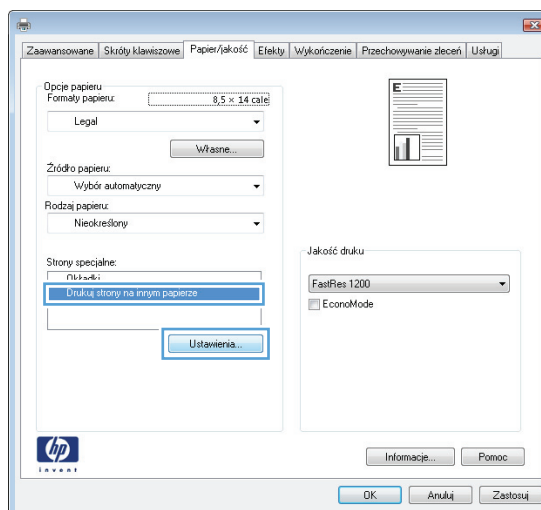 Zaawansowane Skróty klawiszowe Papier/jakość Efekty Wykończenie Przechowywanie zleceń Usługi
Opcje papieru
Formaty papieru: 8,5 × 14 cale
Legal
Własne...
Źródło papieru:
Wybór automatyczny
Rodzaj papieru:
Nieokreślony
Strony specjalne:
Okładki
Drukuj strony na innym papierze
Ustawienia...
E
Jakość druku
FastRes 1200
EconoMode
hp
invent
Informacje... Pomoc
OK Anuluj Zastosuj